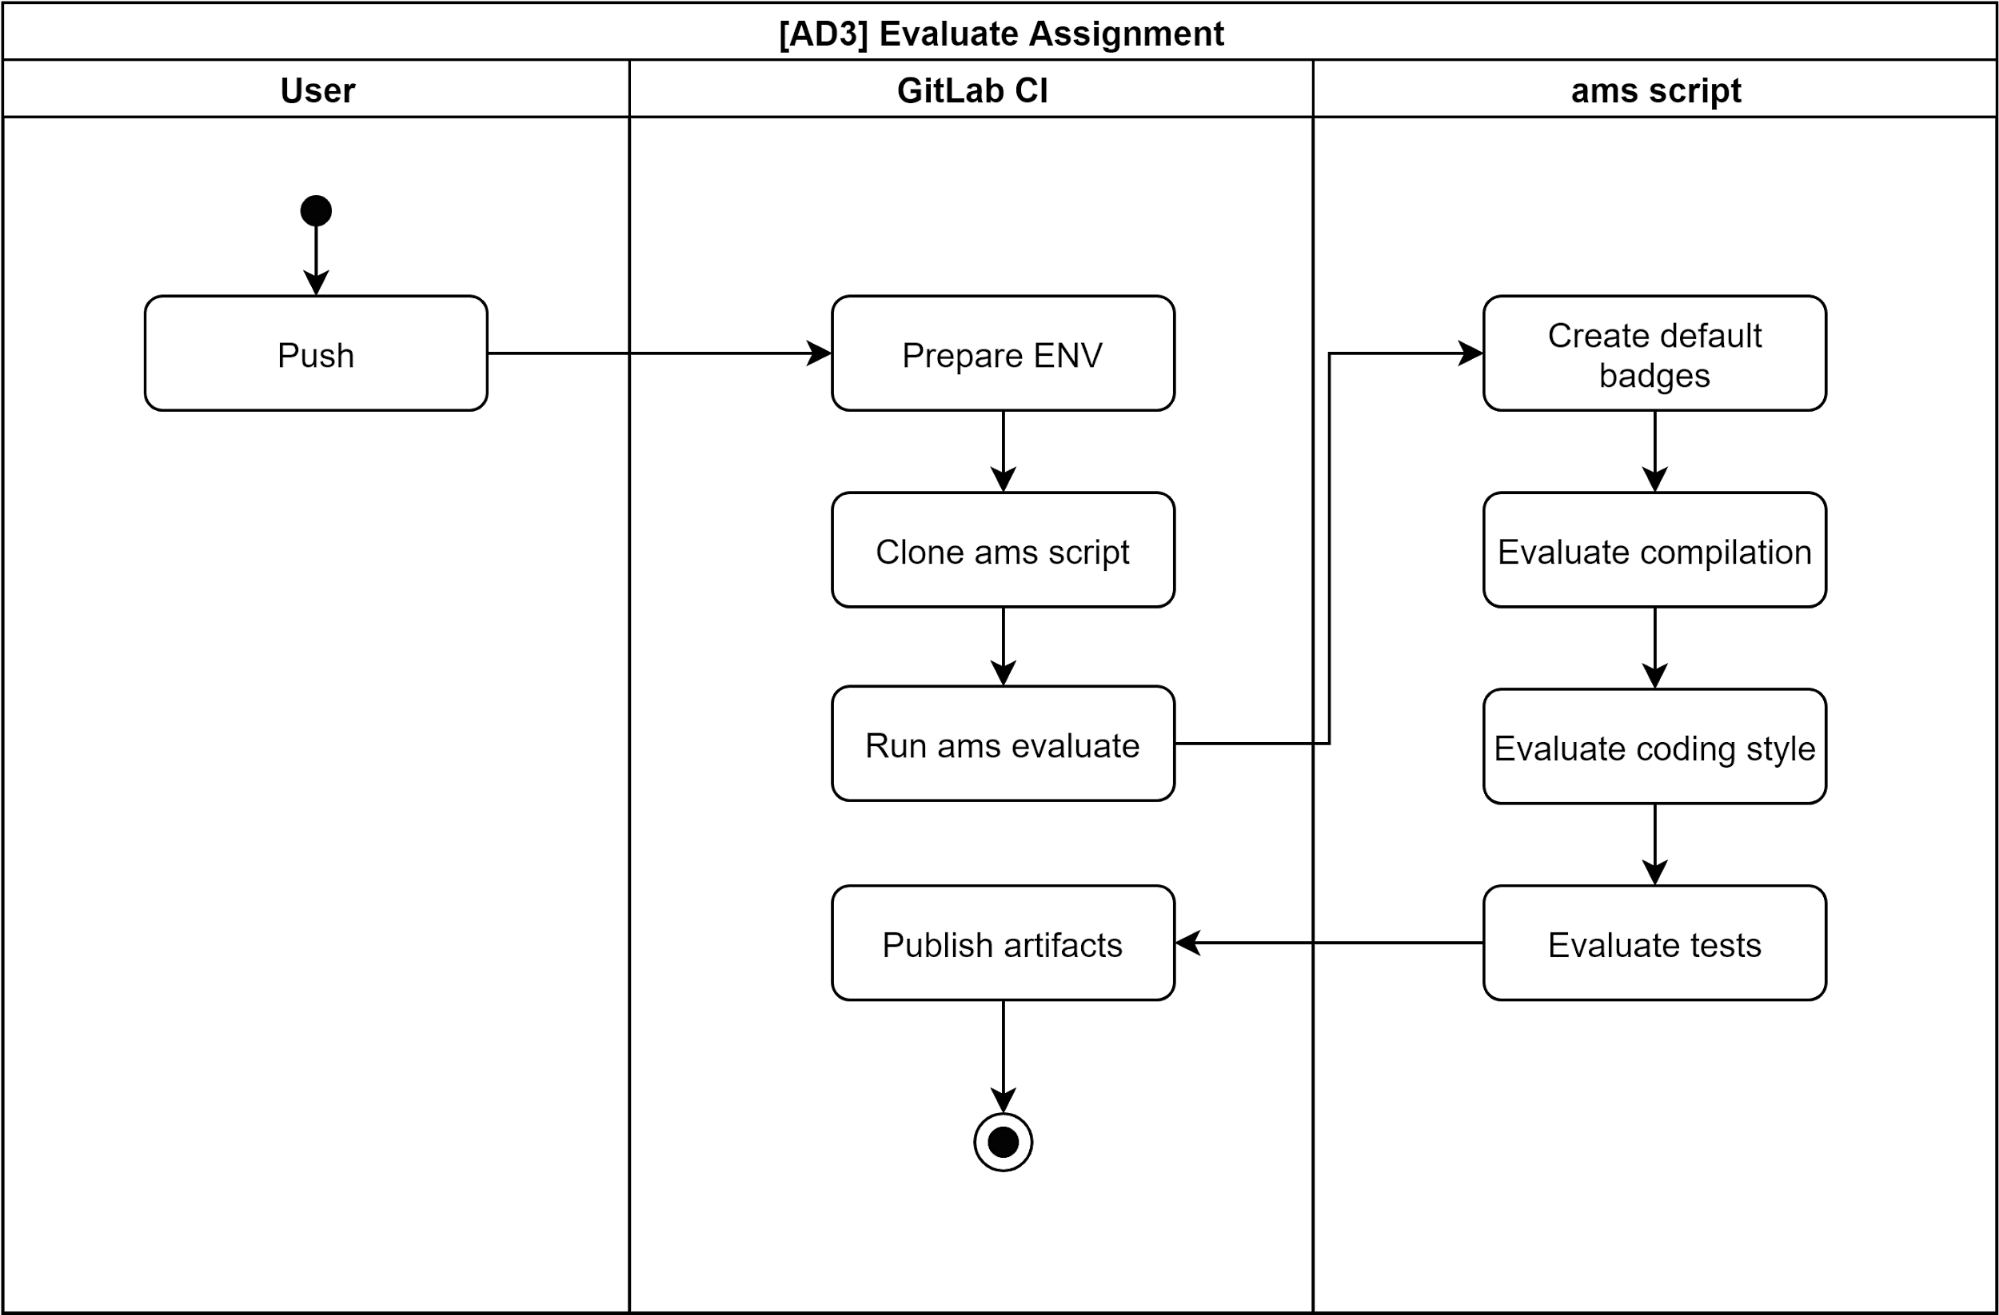 [AD3] Evaluate Assignment
User
GitLab CI
ams script
Push
Prepare ENV
Create default
badges
Clone ams script
Evaluate compilation
Run ams evaluate
Evaluate coding style
Publish artifacts
Evaluate tests